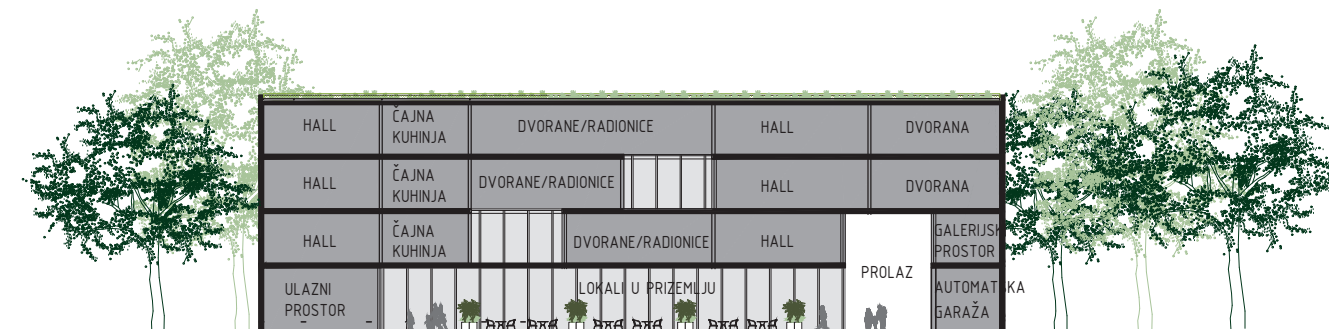 HALL
ČAJNA
KUHINJA
DVORANE/RADIONICE
HALL
DVORANA
HALL
ČAJNA
KUHINJA
DVORANE/RADIONICE
HALL
DVORANA
HALL
ČAJNA
KUHINJA
DVORANE/RADIONICE
HALL
GALERIJSK
PROSTOR
PROLAZ
ULAZNI
PROSTOR
LOKALI U PRIZEMLJU
AUTOMATSKA
GARAŽA